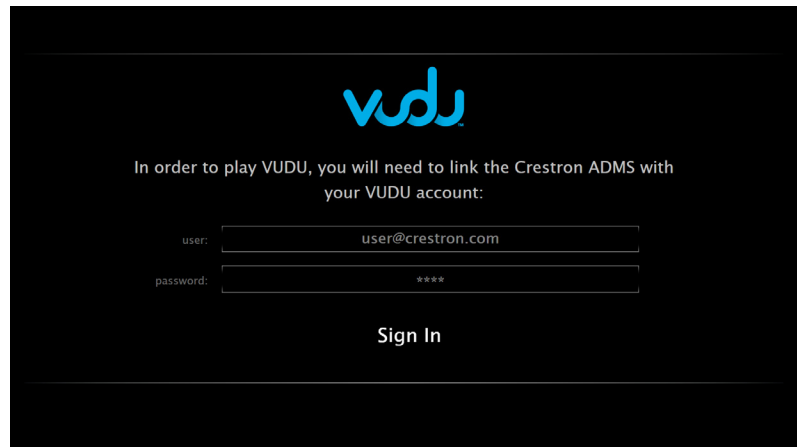 vudu™
In order to play VUDU, you will need to link the Crestron ADMS with
your VUDU account:
user: user@crestron.com
password: ****
Sign In